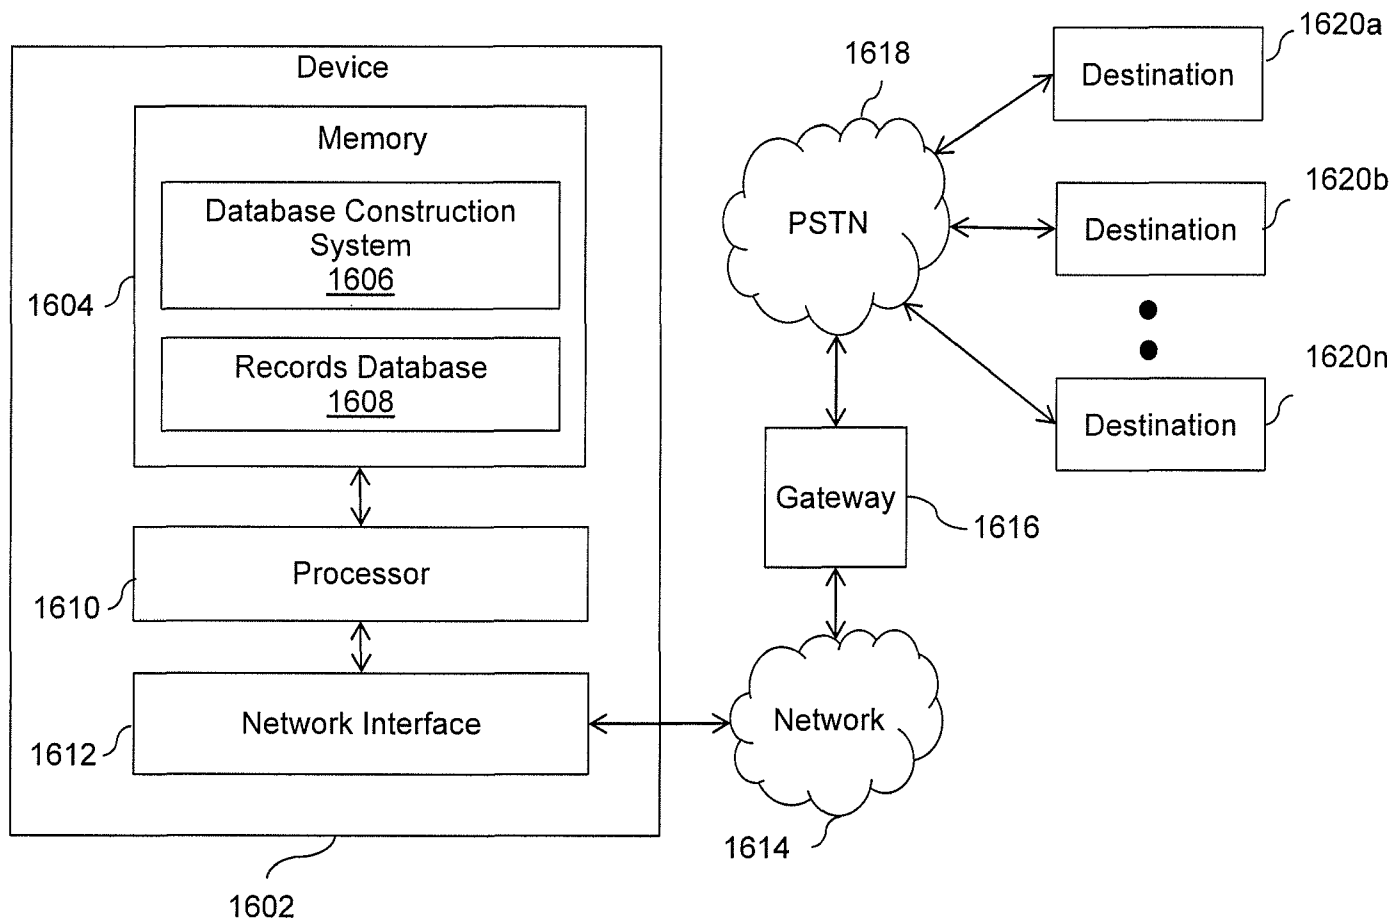 Device
Memory
Database Construction
System
1606
1604
Records Database
1608
Processor
1610
Network Interface
1612
1602
1618
PSTN
1620a
Destination
1620b
Destination
1620n
Destination
Gateway
1616
Network
1614